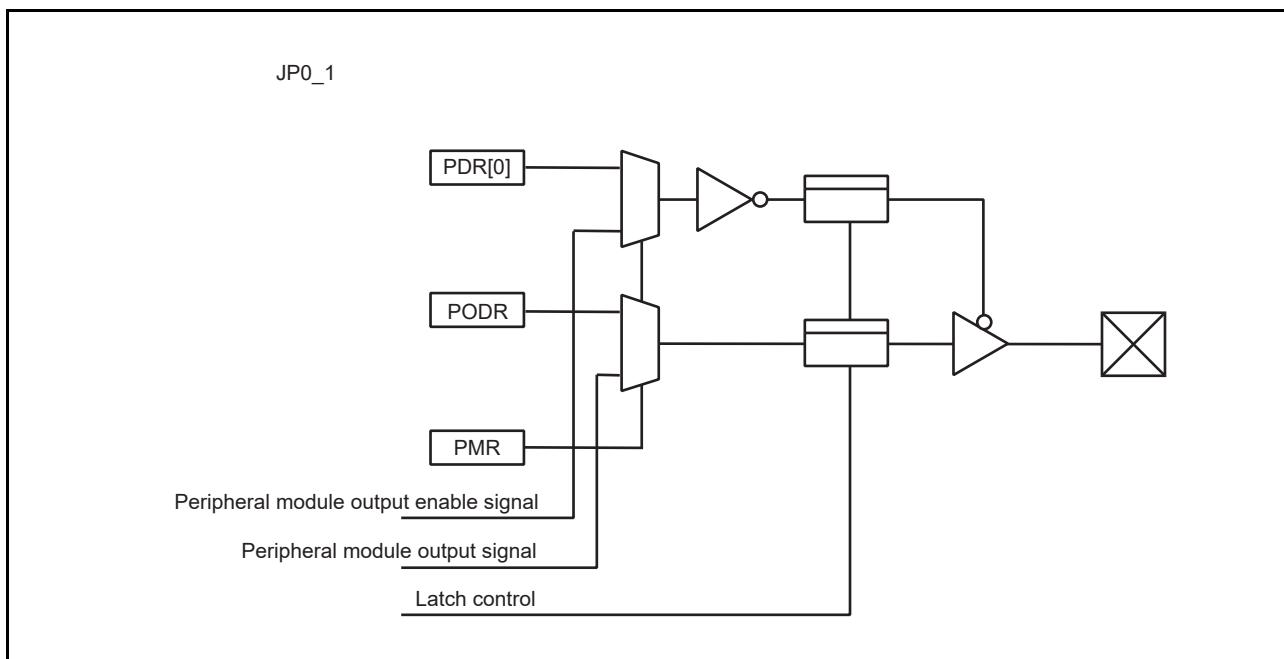 JP0_1
PDR[0]
PODR
PMR
Peripheral module output enable signal
Peripheral module output signal
Latch control